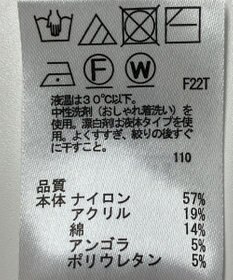 F
W
F22T
液温は30℃以下。
中性洗剤(おしゃれ着洗い)を
使用。漂白剤は液体タイプを使
用。よくすすぎ、絞りの後すぐ
に干すこと。
110
品質
本体 ナイロン 57%
アクリル 19%
綿 14%
アンゴラ 5%
ポリウレタン 5%